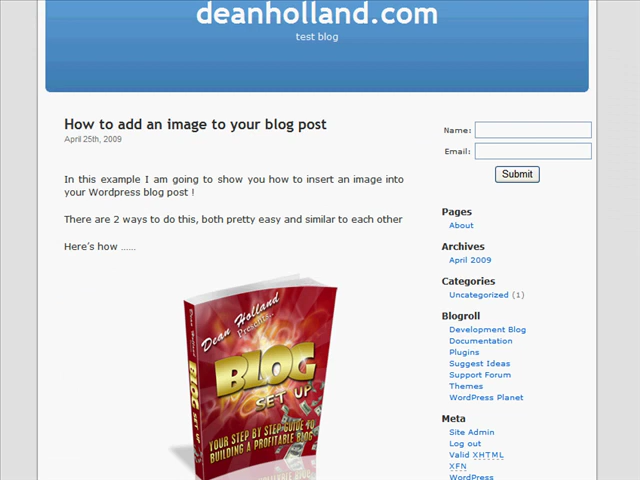 deanholland.com
test blog
How to add an image to your blog post
April 25th, 2009
In this example I am going to show you how to insert an image into
your Wordpress blog post !
There are 2 ways to do this, both pretty easy and similar to each other
Here's how ......
Dean Holland
Presents...
BLOG
SET UP
YOUR STEP BY STEP GUIDE TO
BUILDING A PROFITABLE BLOG
Dean Holland
BLOG SET UP
Name:
Email:
Submit
Pages
About
Archives
April 2009
Categories
Uncategorized (1)
Blogroll
Development Blog
Documentation
Plugins
Suggest Ideas
Support Forum
Themes
WordPress Planet
Meta
Site Admin
Log out
Valid XHTML
XFN
WordPress